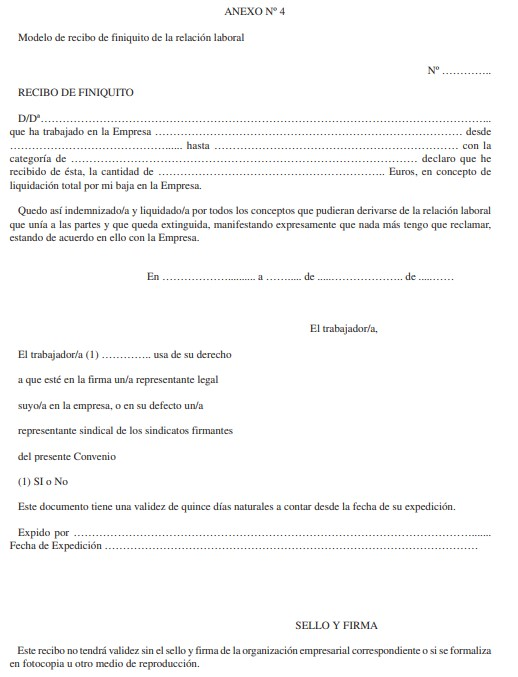 ANEXO Nº 4
Modelo de recibo de finiquito de la relación laboral
Nº ..............
RECIBO DE FINIQUITO
D/Dª..............................................................................................................................
que ha trabajado en la Empresa ...................................................................................... desde
................................................ hasta .................................................................... con la
categoría de ................................................................................................ declaro que he
recibido de ésta, la cantidad de ............................................................... Euros, en concepto de
liquidación total por mi baja en la Empresa.
Quedo así indemnizado/a y liquidado/a por todos los conceptos que pudieran derivarse de la relación laboral
que unía a las partes y que queda extinguida, manifestando expresamente que nada más tengo que reclamar,
estando de acuerdo en ello con la Empresa.
En .......................... a .......... de ........................ de ..........
El trabajador/a,
El trabajador/a (1) .............. usa de su derecho
a que esté en la firma un/a representante legal
suyo/a en la empresa, o en su defecto un/a
representante sindical de los sindicatos firmantes
del presente Convenio
(1) SI o No
Este documento tiene una validez de quince días naturales a contar desde la fecha de su expedición.
Expido por ......................................................................................................................
Fecha de Expedición .........................................................................................................
SELLO Y FIRMA
Este recibo no tendrá validez sin el sello y firma de la organización empresarial correspondiente o si se formaliza
en fotocopia u otro medio de reproducción.